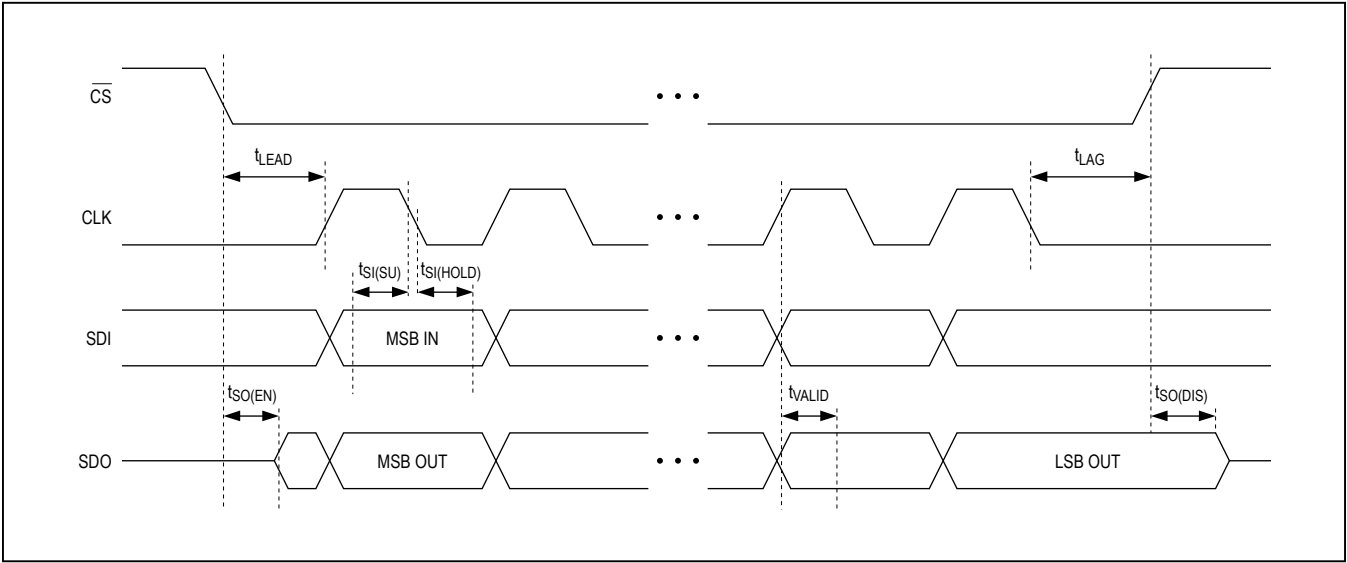 CS
tLEAD
tLAG
CLK
tSI(SU)
tSI(HOLD)
SDI
MSB IN
tSO(EN)
tVALID
tSO(DIS)
SDO
MSB OUT
LSB OUT